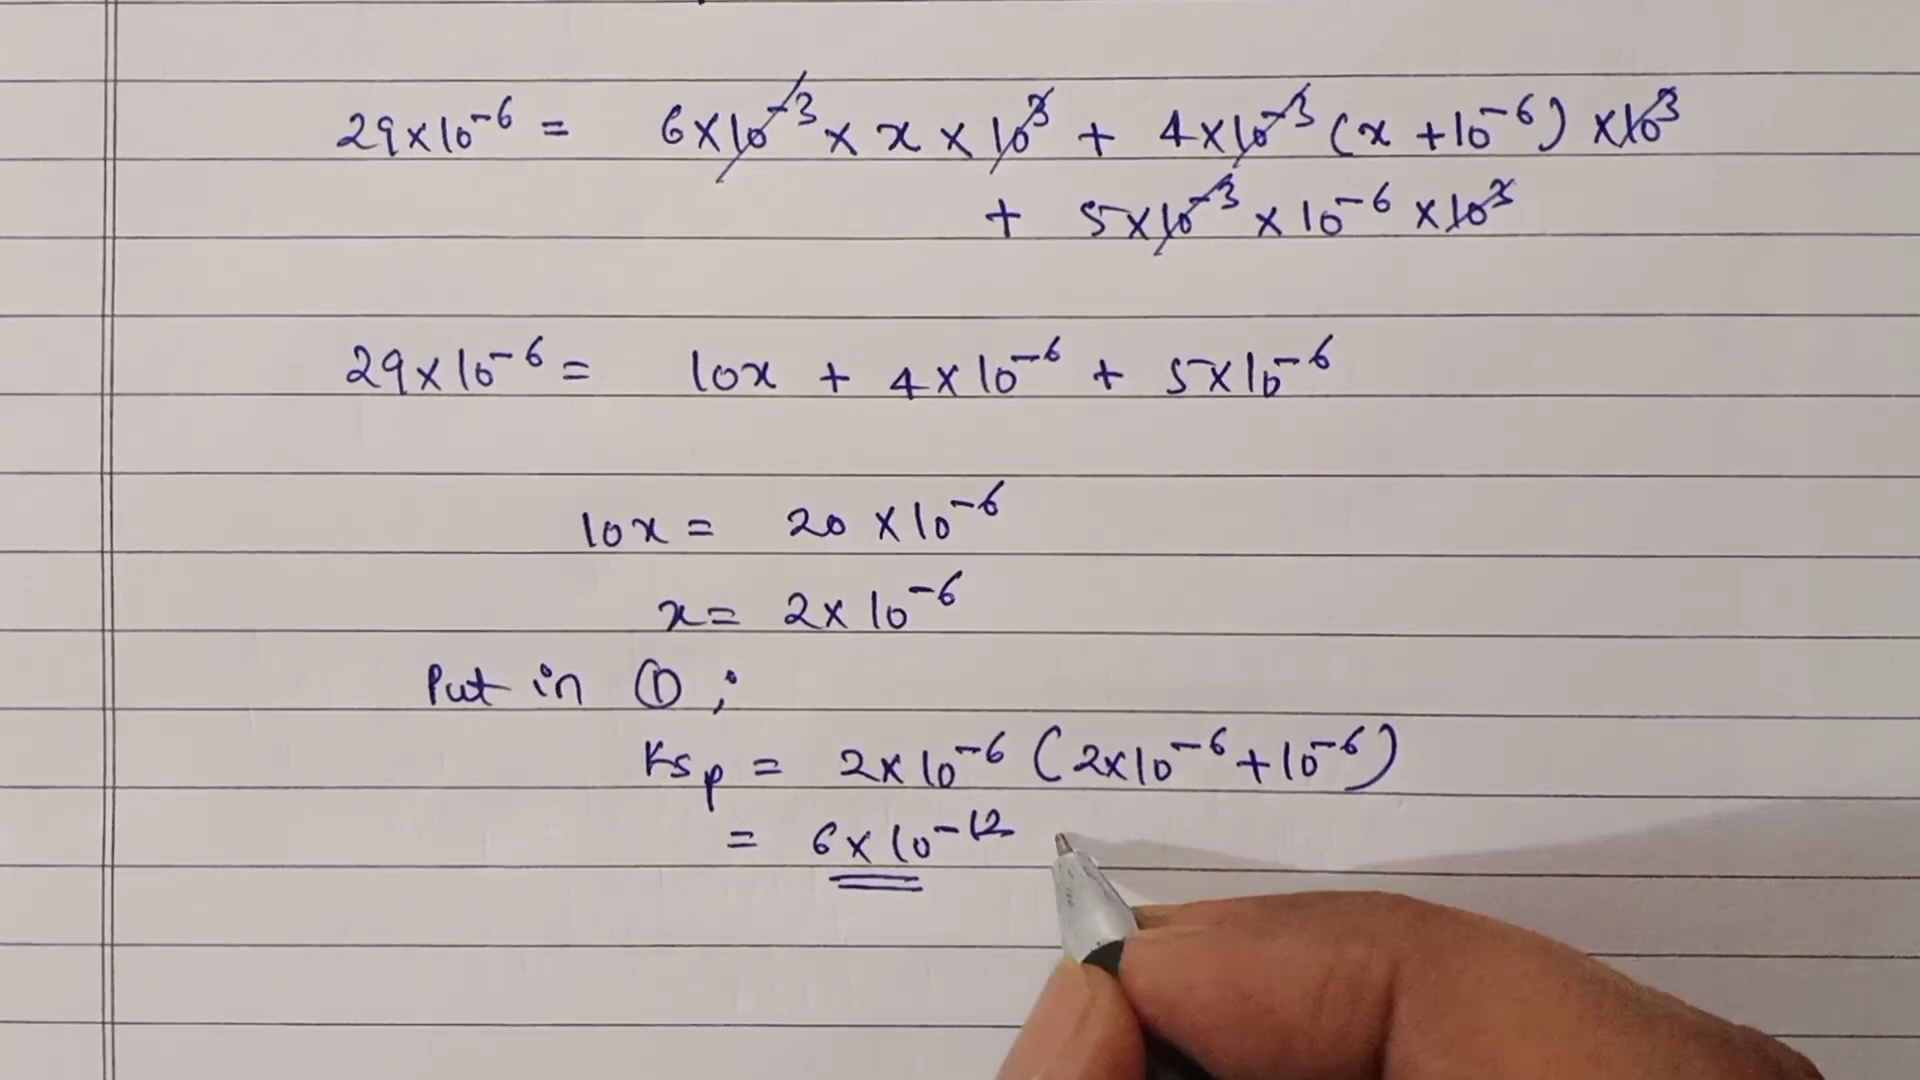 29×10⁻⁶ = 6×10⁻³ × x × 10³ + 4×10⁻³ (x + 10⁻⁶) × 10³
+ 5×10⁻³ × 10⁻⁶ × 10³
29×10⁻⁶ = 10x + 4×10⁻⁶ + 5×10⁻⁶
10x = 20 × 10⁻⁶
x = 2×10⁻⁶
Put in ① ;
Ksp = 2×10⁻⁶ (2×10⁻⁶ + 10⁻⁶)
= 6×10⁻¹²